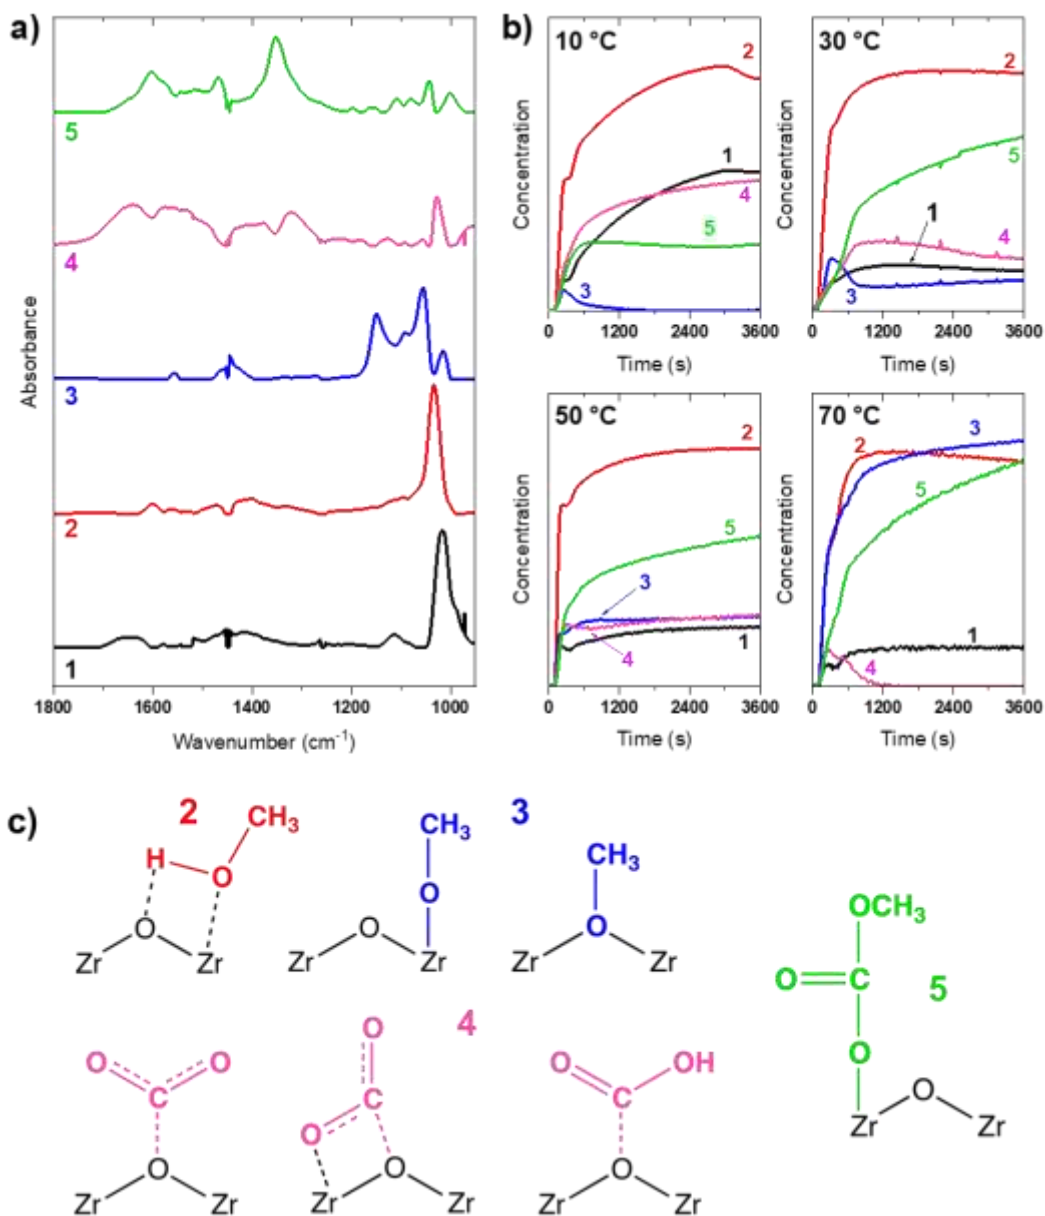 a)
5
4
3
2
1
Absorbance
1800 1600 1400 1200 1000
Wavenumber (cm⁻¹)
b)
10 °C
2
1
4
5
3
Concentration
0 1200 2400 3600
Time (s)
30 °C
2
5
1
4
3
Concentration
0 1200 2400 3600
Time (s)
50 °C
2
5
3
4
1
Concentration
0 1200 2400 3600
Time (s)
70 °C
2
3
5
4
1
Concentration
0 1200 2400 3600
Time (s)
c)
2
CH₃
H
O
O
Zr Zr
3
CH₃
O
O
Zr Zr
CH₃
O
Zr Zr
4
O O
C
O
Zr Zr
O
C
O
O
Zr Zr
O OH
C
O
Zr Zr
5
OCH₃
O C
O
O
Zr Zr